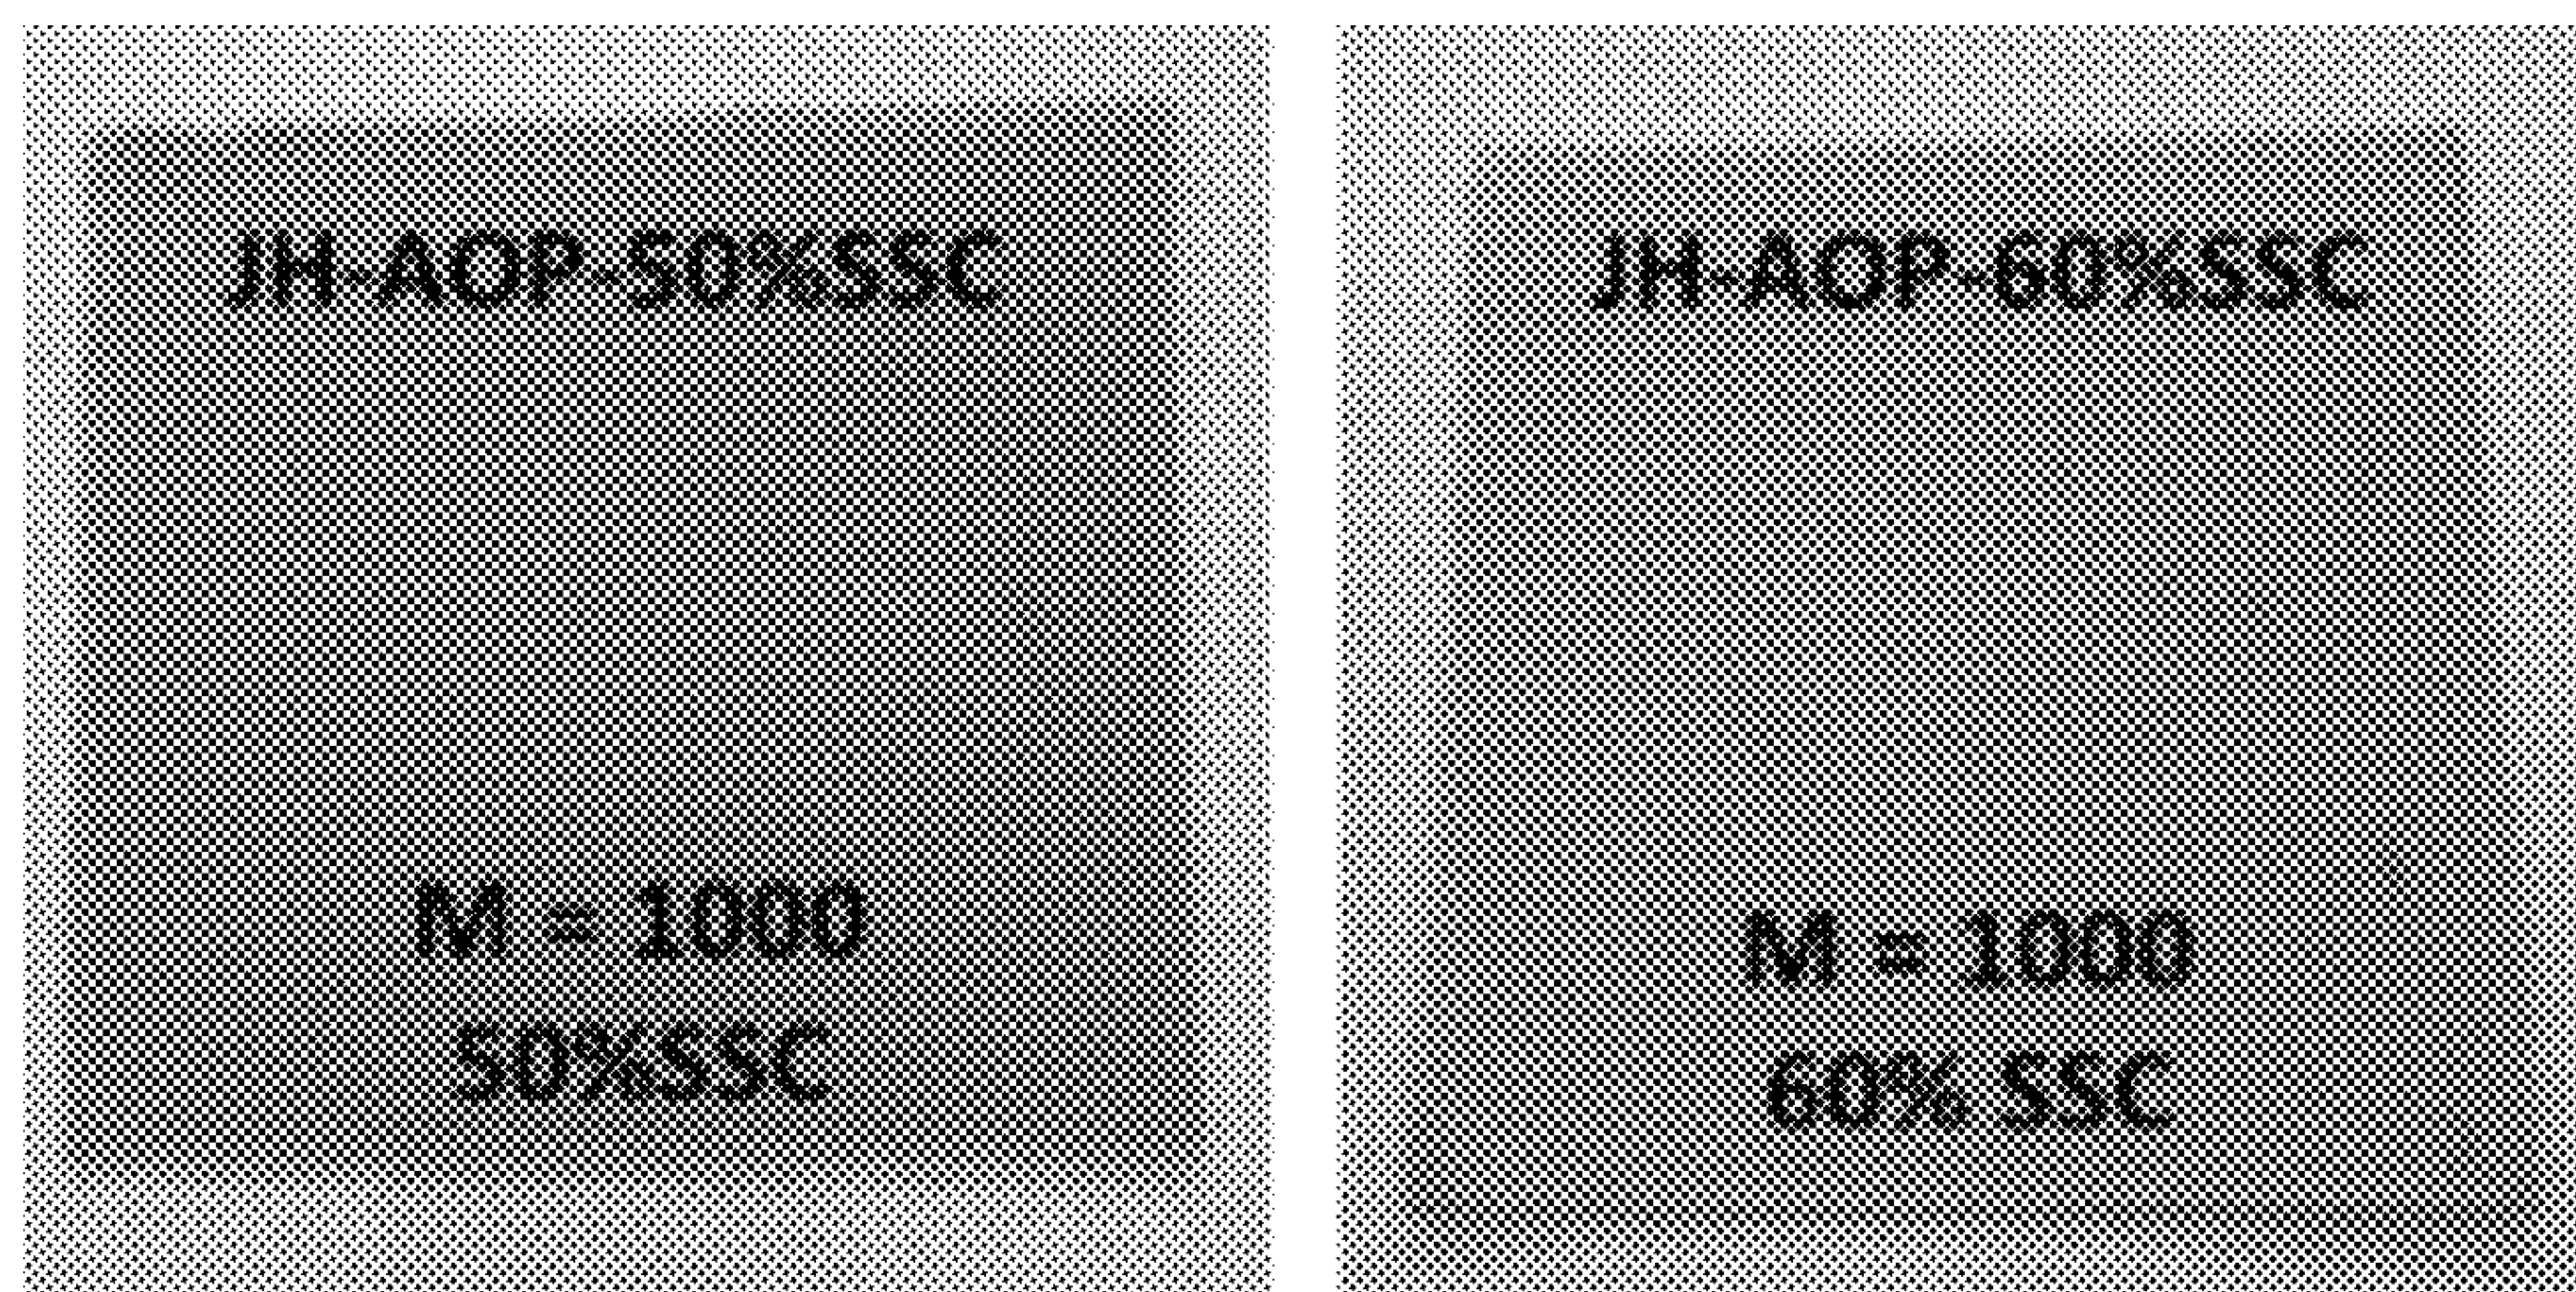 JH-AOP-50%SSC
M = 1000
50%SSC
JH-AOP-60%SSC
M = 1000
60% SSC